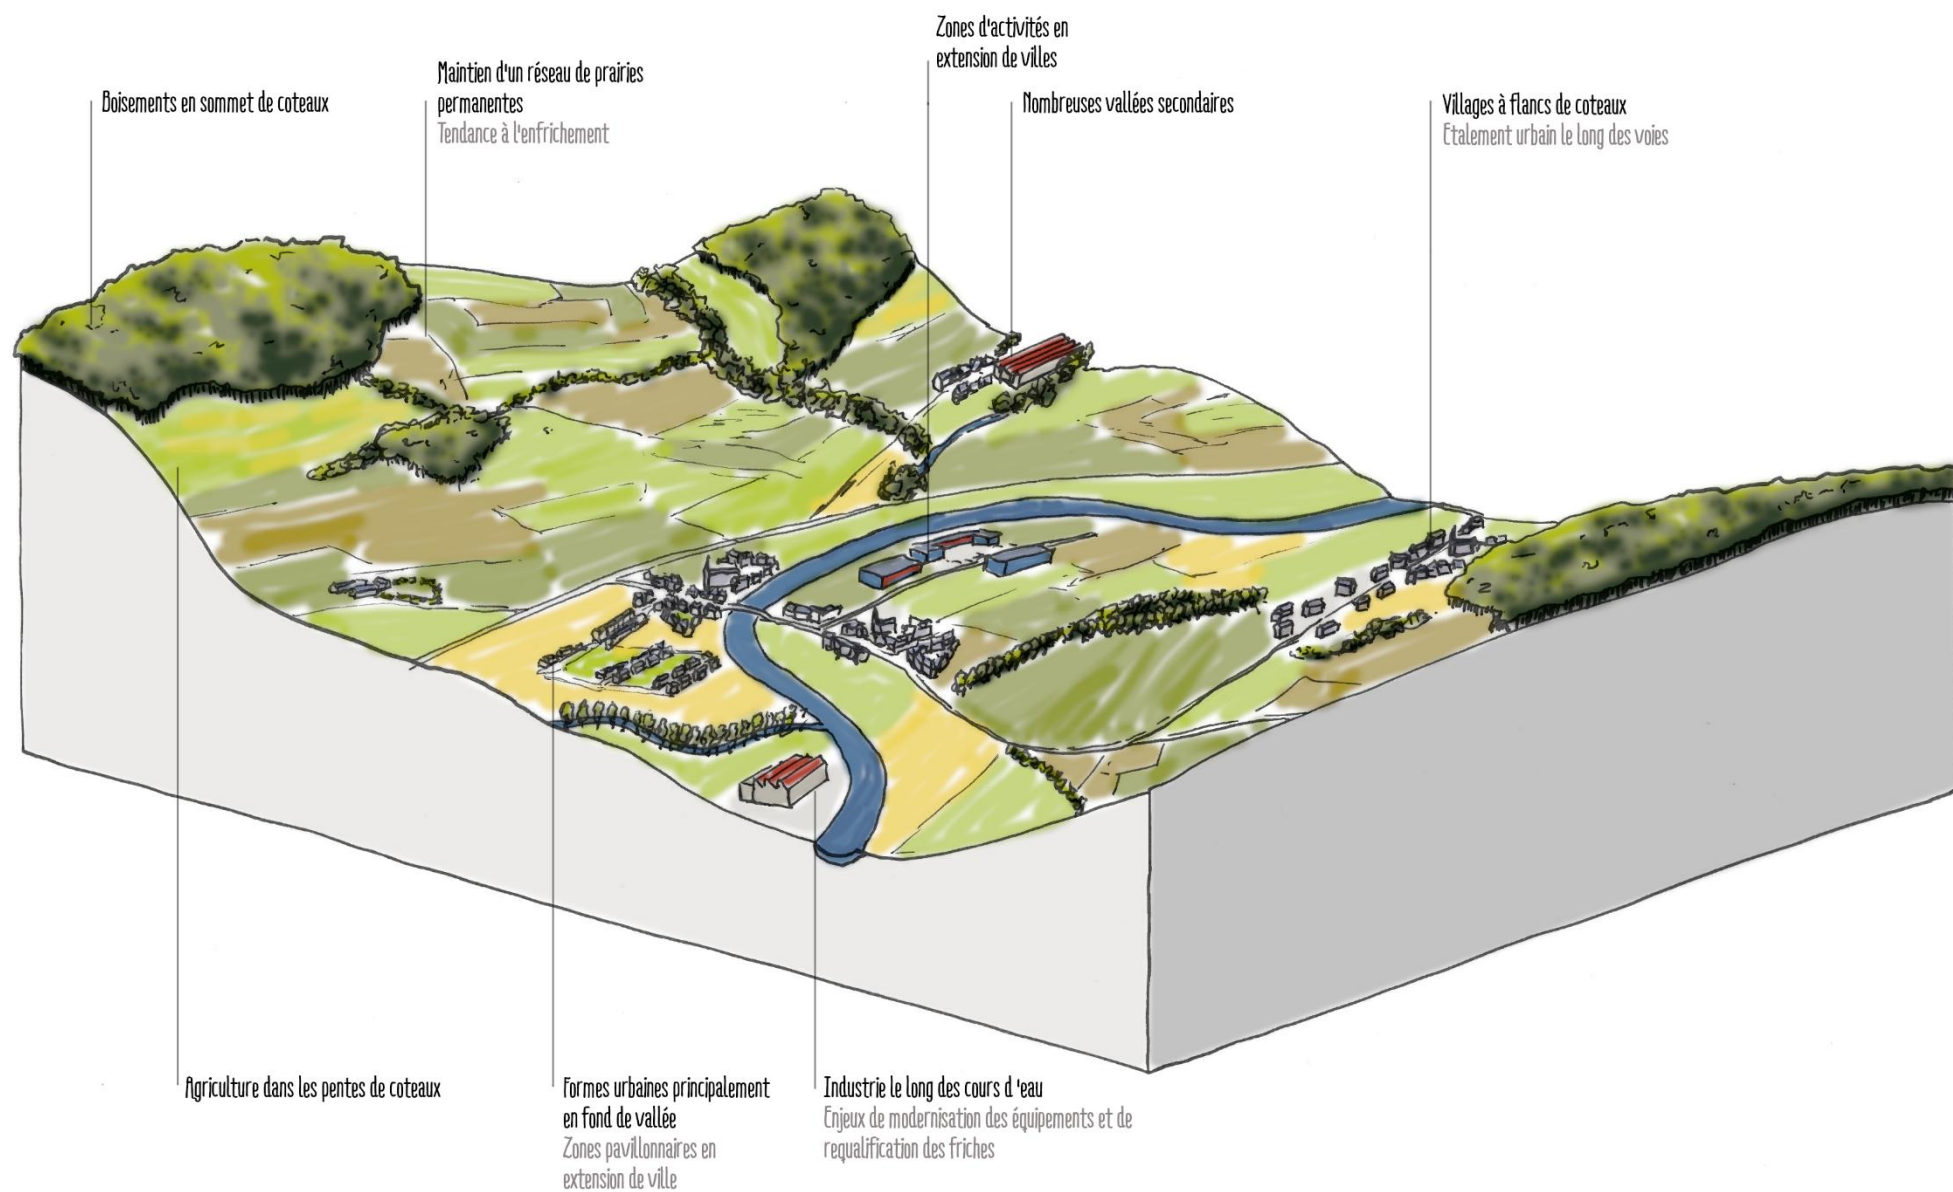 Zones d'activités en
extension de villes
Maintien d'un réseau de prairies
permanentes
Tendance à l'enfrichement
Boisements en sommet de coteaux
Nombreuses vallées secondaires
Villages à flancs de coteaux
Etalement urbain le long des voies
Agriculture dans les pentes de coteaux
Formes urbaines principalement
en fond de vallée
Zones pavillonnaires en
extension de ville
Industrie le long des cours d 'eau
Enjeux de modernisation des équipements et de
requalification des friches